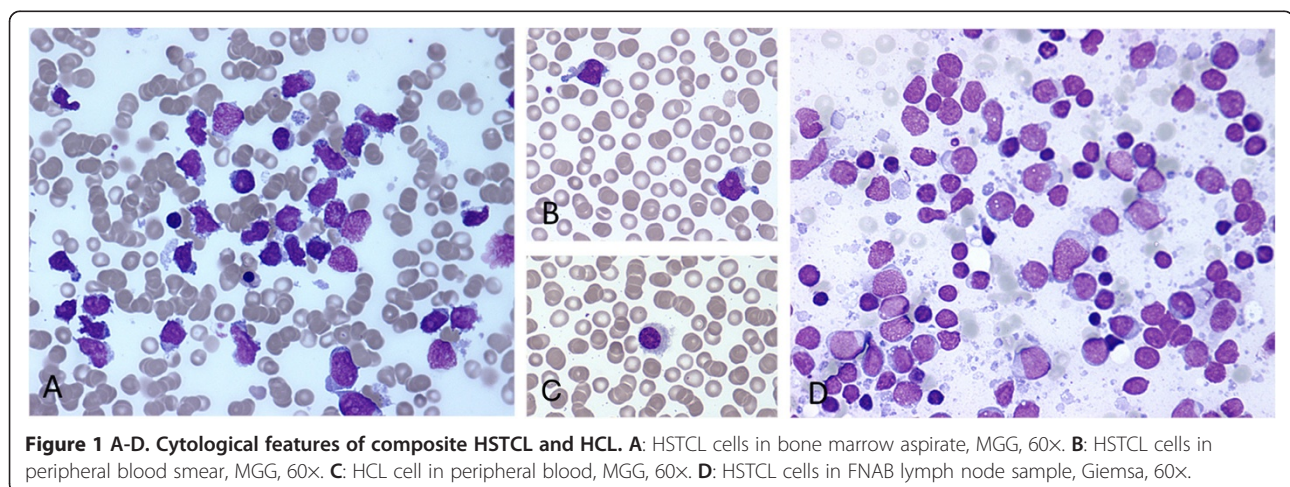 A
B
C
D
Figure 1 A-D. Cytological features of composite HSTCL and HCL. A: HSTCL cells in bone marrow aspirate, MGG, 60×. B: HSTCL cells in
peripheral blood smear, MGG, 60×. C: HCL cell in peripheral blood, MGG, 60×. D: HSTCL cells in FNAB lymph node sample, Giemsa, 60×.